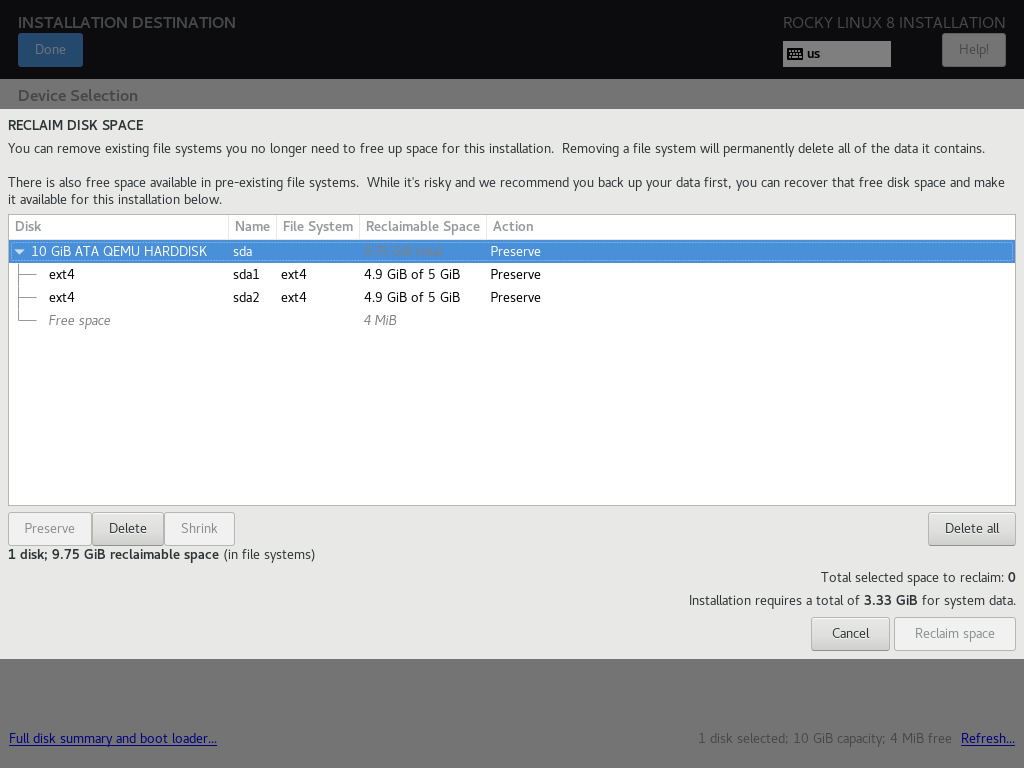 INSTALLATION DESTINATION
ROCKY LINUX 8 INSTALLATION
Done
us
Help!
Device Selection
RECLAIM DISK SPACE
You can remove existing file systems you no longer need to free up space for this installation.  Removing a file system will permanently delete all of the data it contains.
There is also free space available in pre-existing file systems.  While it's risky and we recommend you back up your data first, you can recover that free disk space and make
it available for this installation below.
Disk Name File System Reclaimable Space Action
10 GiB ATA QEMU HARDDISK sda Preserve
ext4 sda1 ext4 4.9 GiB of 5 GiB Preserve
ext4 sda2 ext4 4.9 GiB of 5 GiB Preserve
Free space 4 MiB
Preserve Delete Shrink Delete all
1 disk; 9.75 GiB reclaimable space (in file systems)
Total selected space to reclaim: 0
Installation requires a total of 3.33 GiB for system data.
Cancel Reclaim space
Full disk summary and boot loader... 1 disk selected; 10 GiB capacity; 4 MiB free Refresh...